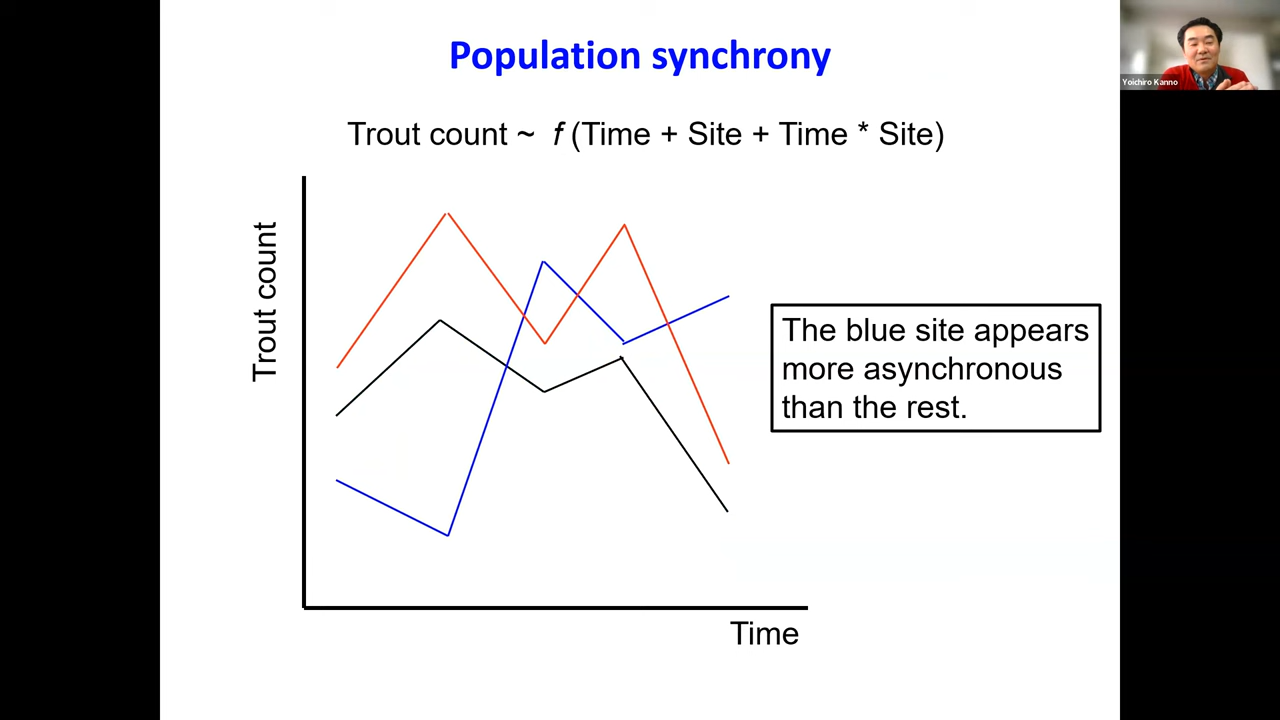 Population synchrony
Yoichiro Kanno
Trout count ~ f (Time + Site + Time * Site)
Trout count
The blue site appears
more asynchronous
than the rest.
Time